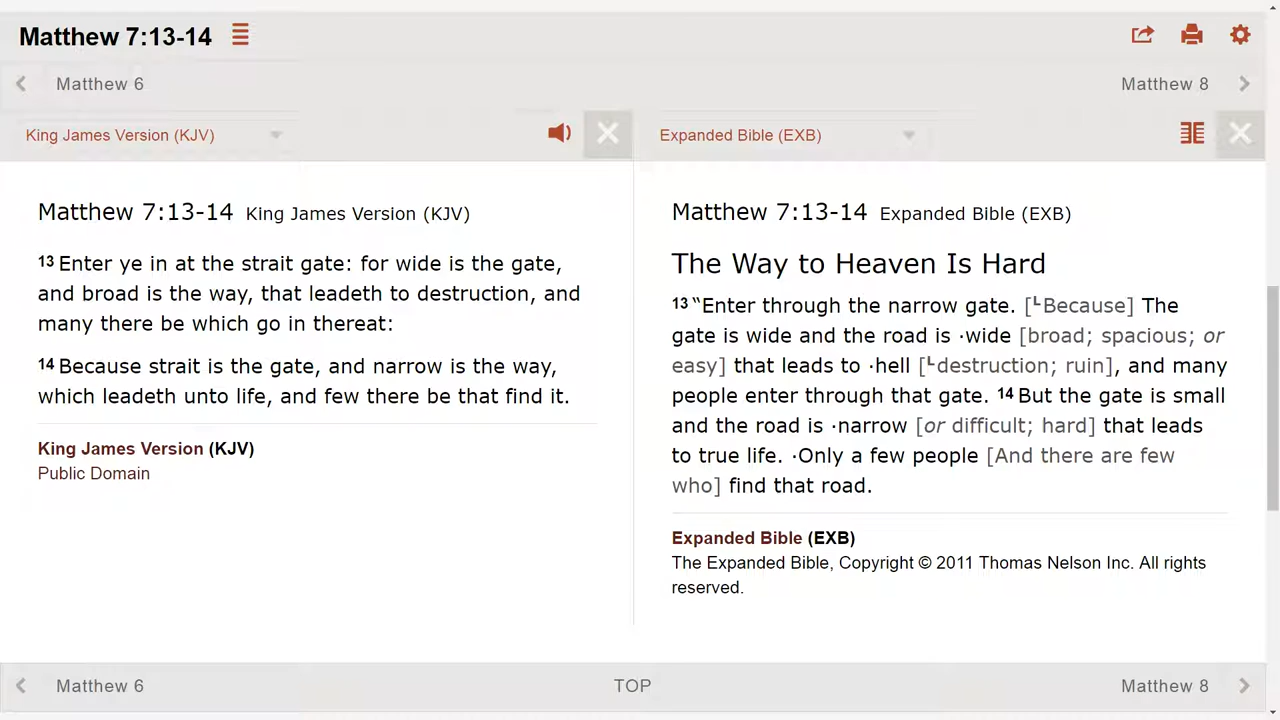 Matthew 7:13-14
Matthew 6
Matthew 8
King James Version (KJV)
Expanded Bible (EXB)
Matthew 7:13-14 King James Version (KJV)
13 Enter ye in at the strait gate: for wide is the gate,
and broad is the way, that leadeth to destruction, and
many there be which go in thereat:
14 Because strait is the gate, and narrow is the way,
which leadeth unto life, and few there be that find it.
King James Version (KJV)
Public Domain
Matthew 7:13-14 Expanded Bible (EXB)
The Way to Heaven Is Hard
13 “Enter through the narrow gate. [└Because] The
gate is wide and the road is ·wide [broad; spacious; or
easy] that leads to ·hell [└destruction; ruin], and many
people enter through that gate. 14 But the gate is small
and the road is ·narrow [or difficult; hard] that leads
to true life. ·Only a few people [And there are few
who] find that road.
Expanded Bible (EXB)
The Expanded Bible, Copyright © 2011 Thomas Nelson Inc. All rights
reserved.
Matthew 6
TOP
Matthew 8